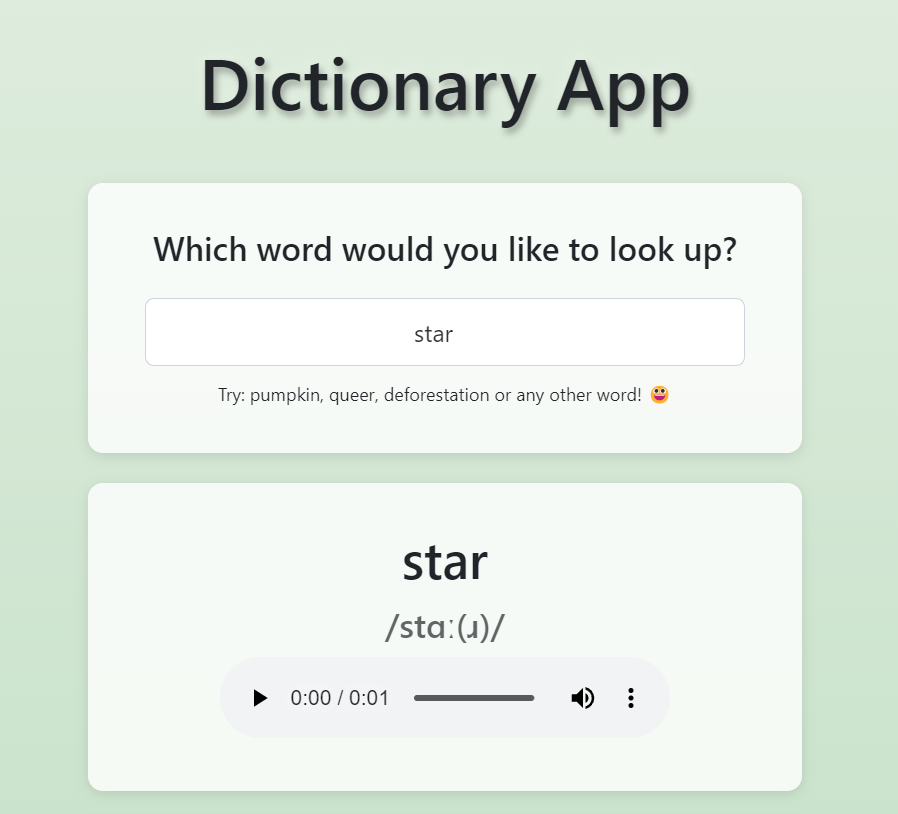 Dictionary App
Which word would you like to look up?
star
Try: pumpkin, queer, deforestation or any other word! 😀
star
/stɑː(ɹ)/
0:00 / 0:01